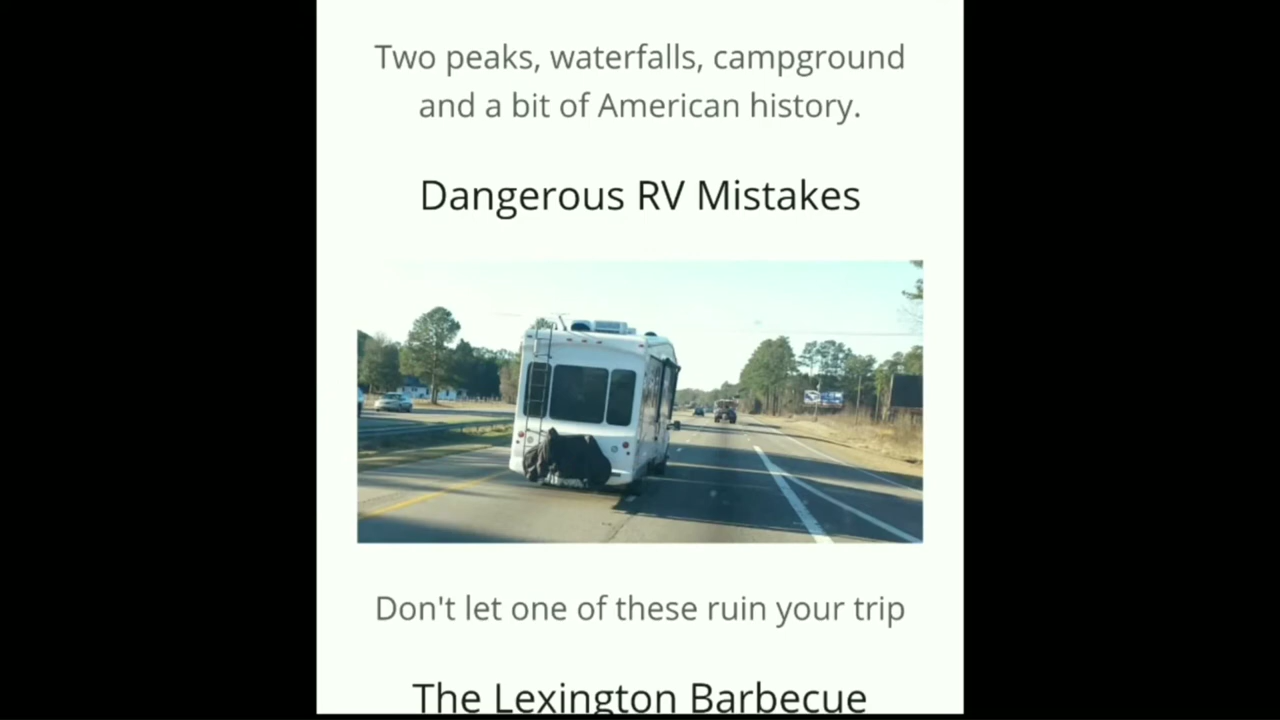 Two peaks, waterfalls, campground
and a bit of American history.
Dangerous RV Mistakes
Don't let one of these ruin your trip
The Lexington Barbecue